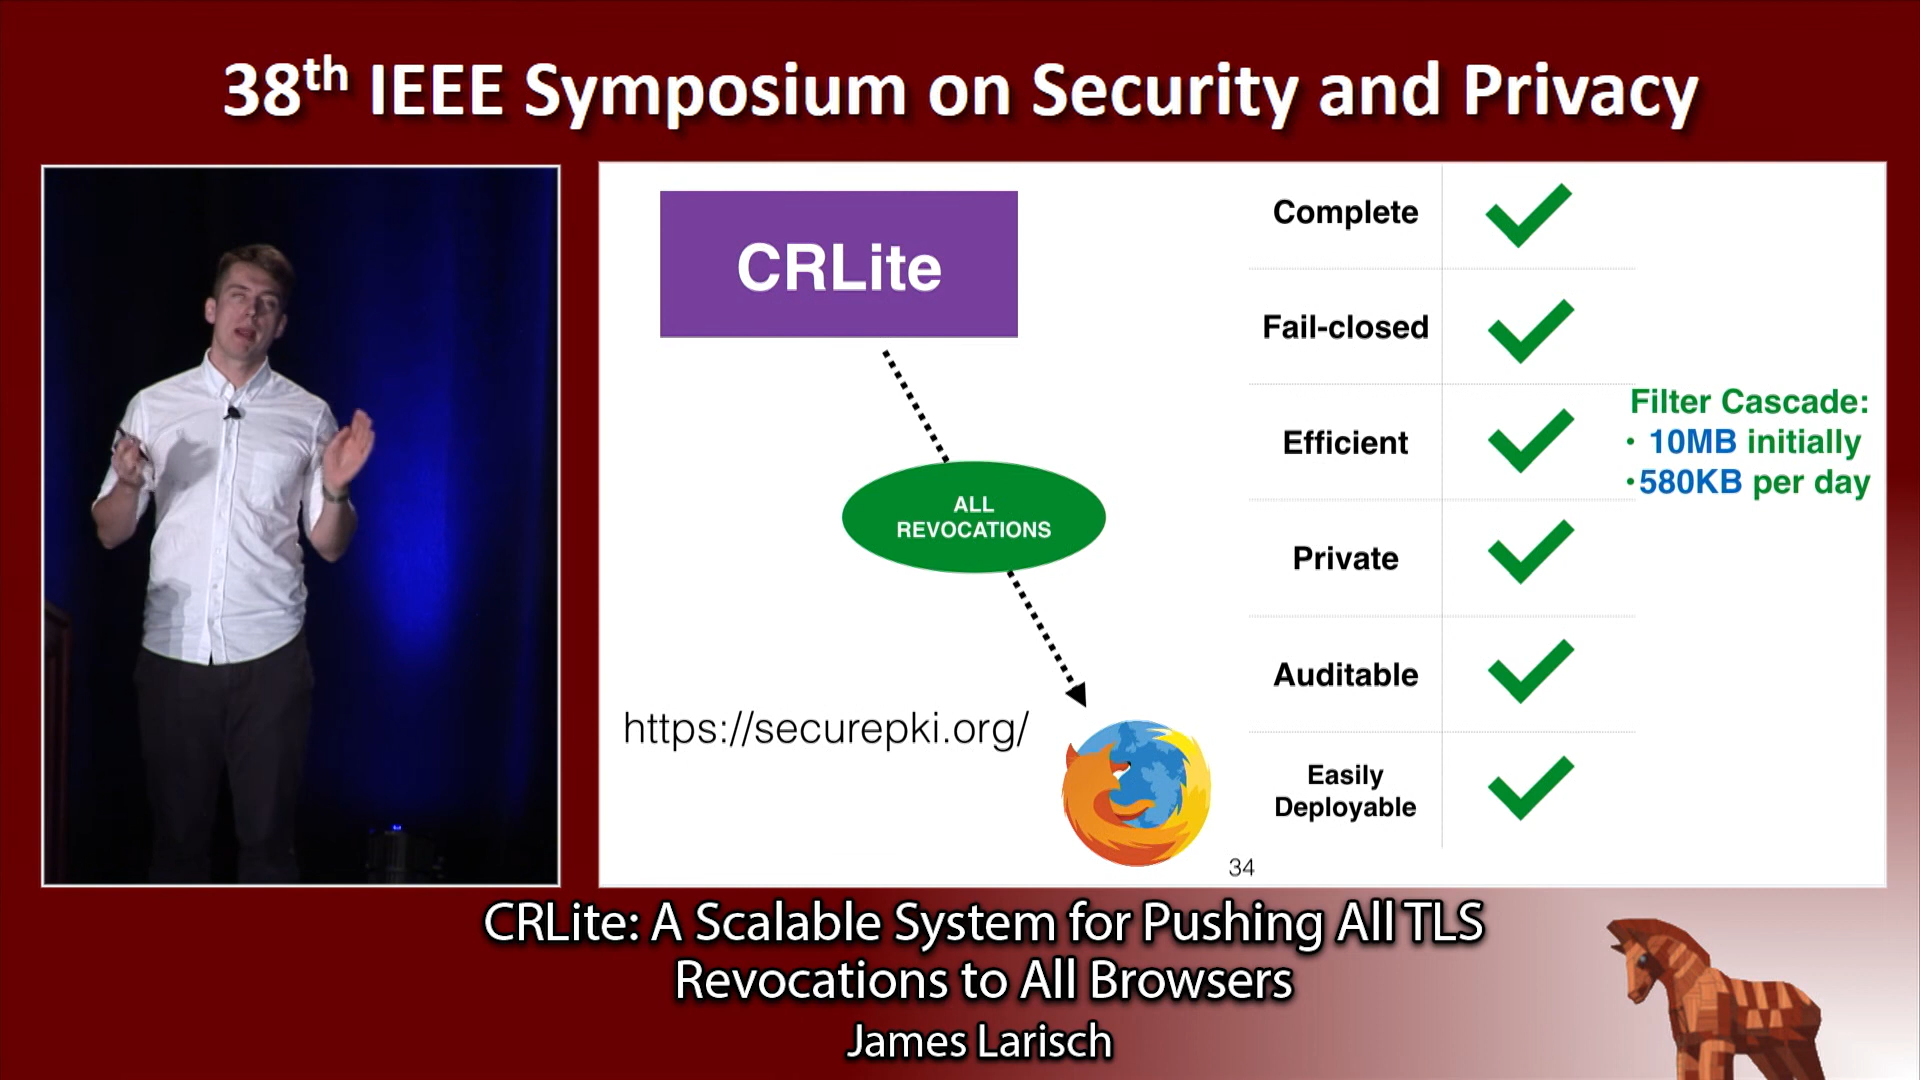 38th IEEE Symposium on Security and Privacy
CRLite
ALL
REVOCATIONS
https://securepki.org/
Complete
Fail-closed
Efficient
Filter Cascade:
• 10MB initially
•580KB per day
Private
Auditable
Easily
Deployable
34
CRLite: A Scalable System for Pushing All TLS
Revocations to All Browsers
James Larisch